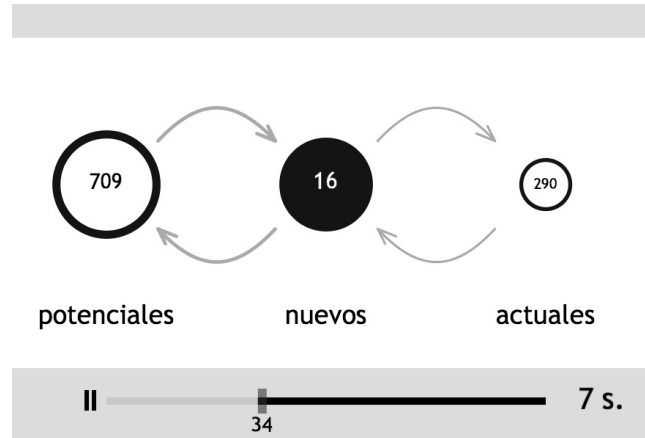 709
16
290
potenciales
nuevos
actuales
7 s.
34